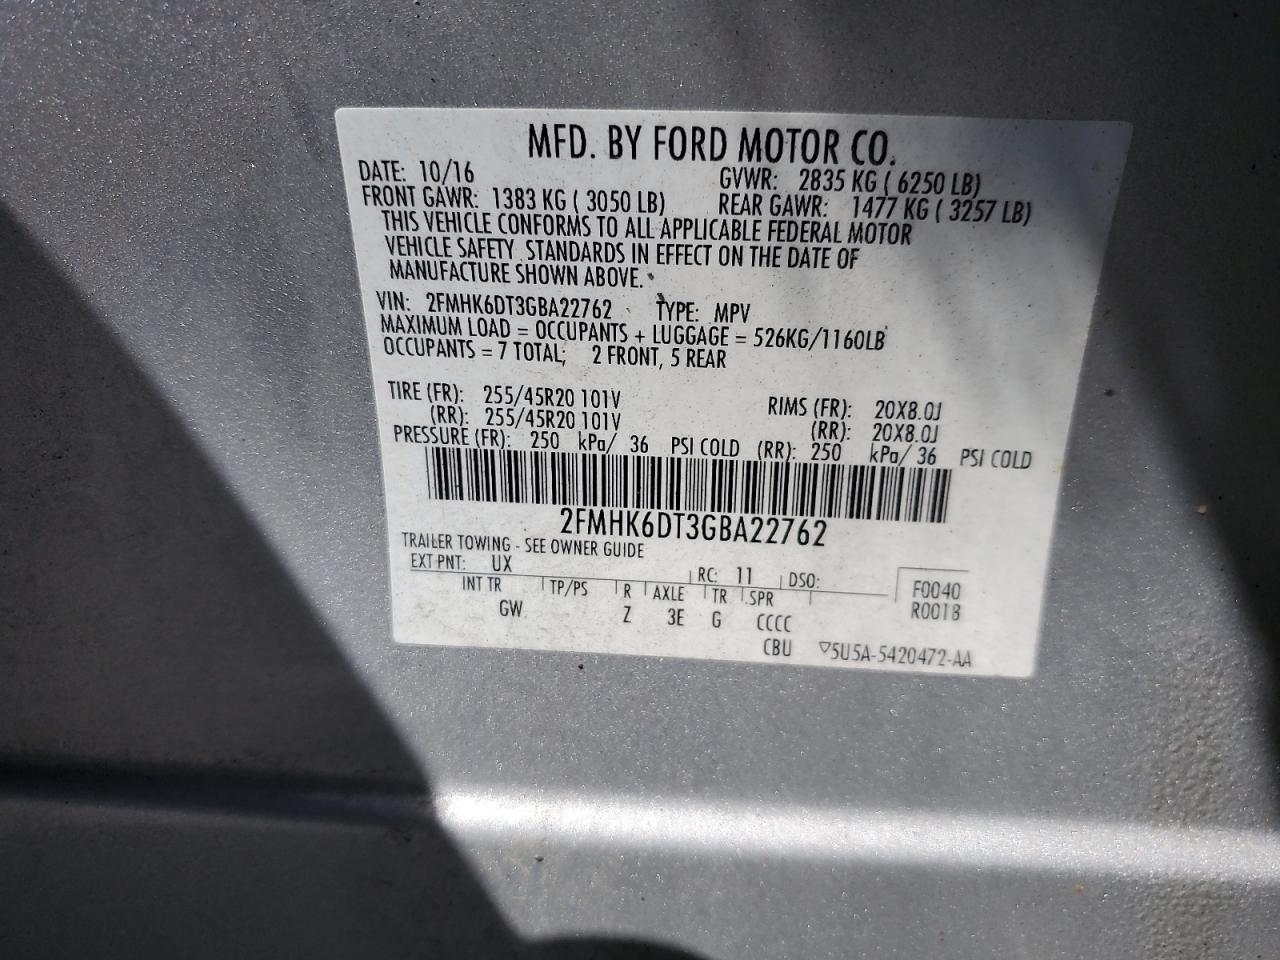 MFD. BY FORD MOTOR CO.
DATE: 10/16 GVWR: 2835 KG ( 6250 LB)
FRONT GAWR: 1383 KG ( 3050 LB) REAR GAWR: 1477 KG ( 3257 LB)
THIS VEHICLE CONFORMS TO ALL APPLICABLE FEDERAL MOTOR
VEHICLE SAFETY STANDARDS IN EFFECT ON THE DATE OF
MANUFACTURE SHOWN ABOVE.
VIN: 2FMHK6DT3GBA22762 TYPE: MPV
MAXIMUM LOAD = OCCUPANTS + LUGGAGE = 526KG/1160LB
OCCUPANTS = 7 TOTAL; 2 FRONT, 5 REAR
TIRE (FR): 255/45R20 101V RIMS (FR): 20X8.0J
(RR): 255/45R20 101V (RR): 20X8.0J
PRESSURE (FR): 250 kPa/ 36 PSI COLD (RR): 250 kPa/ 36 PSI COLD
2FMHK6DT3GBA22762
TRAILER TOWING - SEE OWNER GUIDE
EXT PNT: UX RC: 11 DSO: F0040
INT TR TP/PS R AXLE TR SPR R0018
GW Z 3E G CCCC
CBU ▽5U5A-5420472-AA